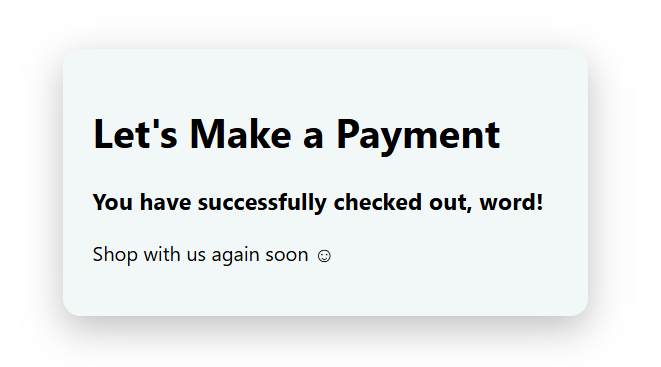 Let's Make a Payment
You have successfully checked out, word!
Shop with us again soon ☺